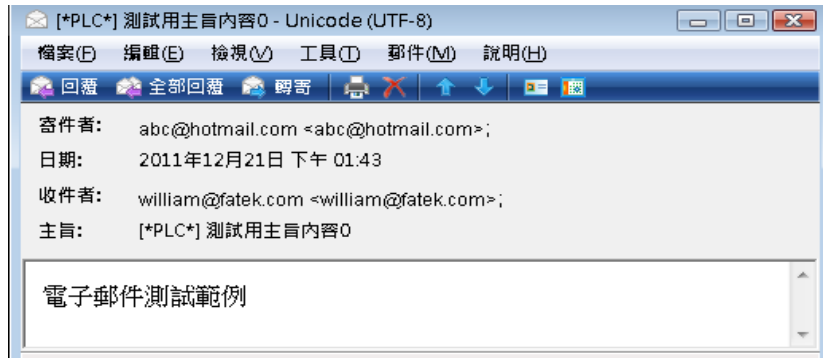 [*PLC*] 測試用主旨內容0 - Unicode (UTF-8)
檔案(F) 編輯(E) 檢視(V) 工具(T) 郵件(M) 說明(H)
回覆 全部回覆 轉寄
寄件者: abc@hotmail.com <abc@hotmail.com>;
日期: 2011年12月21日 下午 01:43
收件者: william@fatek.com <william@fatek.com>;
主旨: [*PLC*] 測試用主旨內容0
電子郵件測試範例